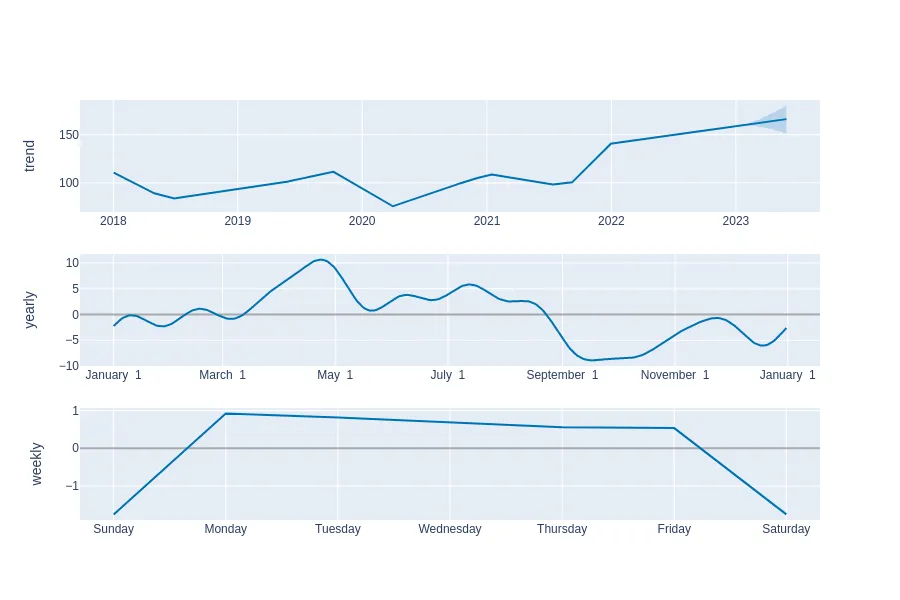 trend
150
100
2018 2019 2020 2021 2022 2023
yearly
10
5
0
−5
−10
January 1 March 1 May 1 July 1 September 1 November 1 January 1
weekly
1
0
−1
Sunday Monday Tuesday Wednesday Thursday Friday Saturday